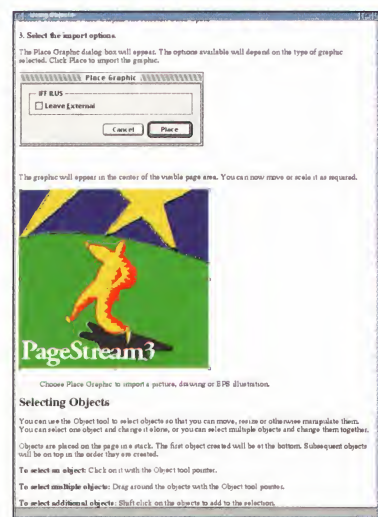 3. Select the import options
The Place Graphic dialog box will appear. The options available will depend on the type of graphic
selected. Click Place to import the graphic.
Place Graphic
IFF ILUS
Leave External
Cancel
Place
The graphic will appear in the center of the visible page area. You can now move or scale it as required.
PageStream3
Choose Place Graphic to import a picture, drawing or EPS illustration.
Selecting Objects
You can use the Object tool to select objects so that you can move, resize or otherwise manipulate them.
You can select one object and change it alone, or you can select multiple objects and change them together.
Objects are placed on the page in a stack. The first object created will be at the bottom. Subsequent objects
will be on top in the order they are created.
To select an object: Click on it with the Object tool pointer.
To select multiple objects: Drag around the objects with the Object tool pointer.
To select additional objects: Shift click on the objects to add to the selection.